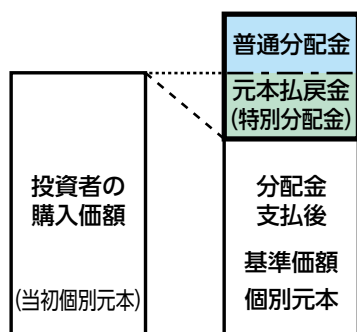 普通分配金
元本払戻金
(特別分配金)
投資者の
購入価額
(当初個別元本)
分配金
支払後
基準価額
個別元本